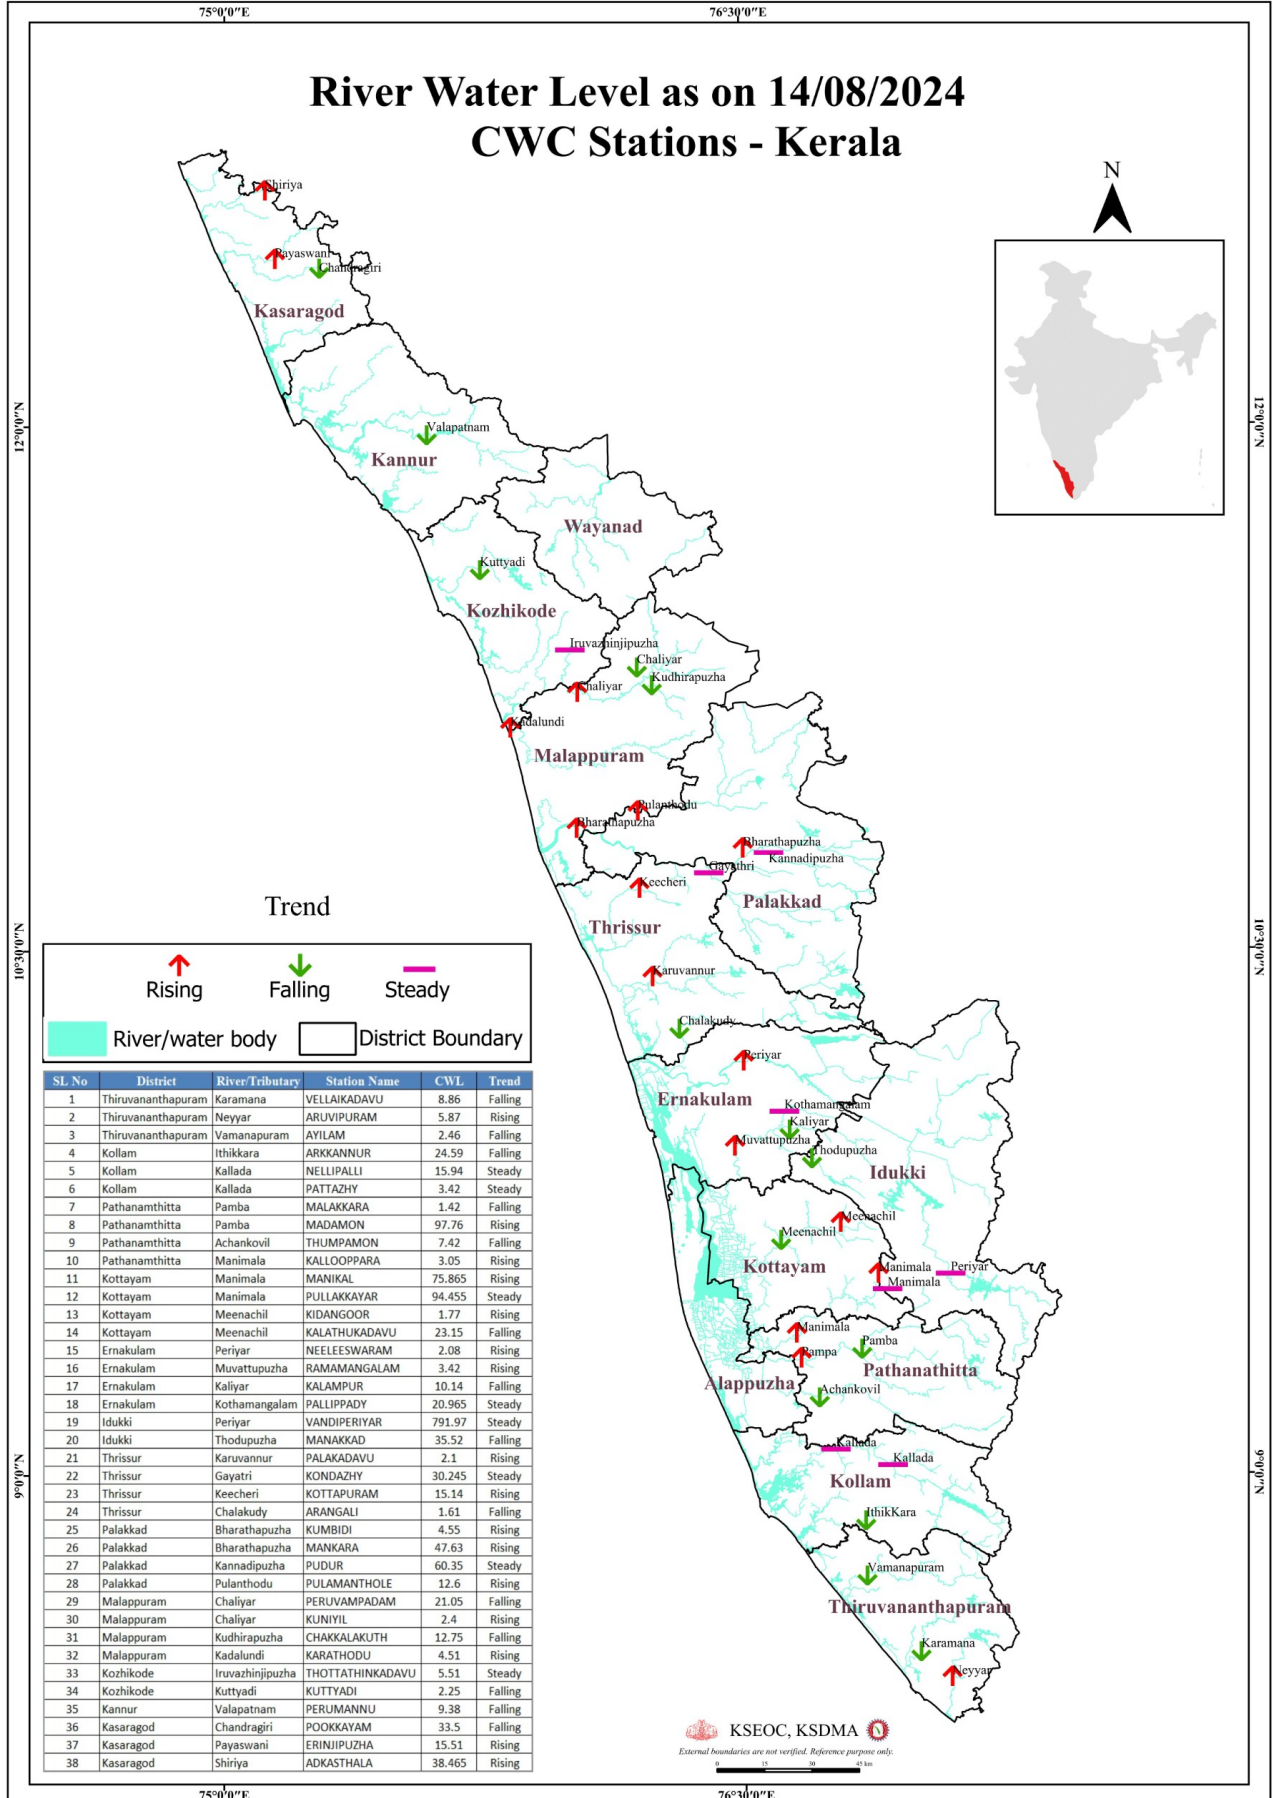 75°0'0"E 76°30'0"E
River Water Level as on 14/08/2024
CWC Stations - Kerala
N
Shiriya
Payaswani
Chandragiri
Kasaragod
12°0'0"N 12°0'0"N
Valapatnam
Kannur
Wayanad
Kuttyadi
Kozhikode
Iruvazhinjipuzha
Chaliyar
Kudhirapuzha
Chaliyar
Kadalundi
Malappuram
Pulanthodu
Bharathapuzha
Bharathapuzha
Kannadipuzha
Gayathri
Keecheri
Palakkad
Thrissur
10°30'0"N 10°30'0"N
Karuvannur
Chalakudy
Periyar
Ernakulam
Kothamangalam
Kaliyar
Muvattupuzha
Thodupuzha
Idukki
Meenachil
Meenachil
Kottayam
Manimala
Periyar
Manimala
Manimala
Pampa
Pamba
Pathanathitta
Alappuzha
Achankovil
Kallada
Kallada
Kollam
9°0'0"N 9°0'0"N
IthikKara
Vamanapuram
Thiruvananthapuram
Karamana
Neyyar
Trend
Rising Falling Steady
River/water body District Boundary
SL No District River/Tributary Station Name CWL Trend
1 Thiruvananthapuram Karamana VELLAIKADAVU 8.86 Falling
2 Thiruvananthapuram Neyyar ARUVIPURAM 5.87 Rising
3 Thiruvananthapuram Vamanapuram AYILAM 2.46 Falling
4 Kollam Ithikkara ARKKANNUR 24.59 Falling
5 Kollam Kallada NELLIPALLI 15.94 Steady
6 Kollam Kallada PATTAZHY 3.42 Steady
7 Pathanamthitta Pamba MALAKKARA 1.42 Falling
8 Pathanamthitta Pamba MADAMON 97.76 Rising
9 Pathanamthitta Achankovil THUMPAMON 7.42 Falling
10 Pathanamthitta Manimala KALLOOPPARA 3.05 Rising
11 Kottayam Manimala MANIKAL 75.865 Rising
12 Kottayam Manimala PULLAKKAYAR 94.455 Steady
13 Kottayam Meenachil KIDANGOOR 1.77 Rising
14 Kottayam Meenachil KALATHUKADAVU 23.15 Falling
15 Ernakulam Periyar NEELEESWARAM 2.08 Rising
16 Ernakulam Muvattupuzha RAMAMANGALAM 3.42 Rising
17 Ernakulam Kaliyar KALAMPUR 10.14 Falling
18 Ernakulam Kothamangalam PALLIPPADY 20.965 Steady
19 Idukki Periyar VANDIPERIYAR 791.97 Steady
20 Idukki Thodupuzha MANAKKAD 35.52 Falling
21 Thrissur Karuvannur PALAKADAVU 2.1 Rising
22 Thrissur Gayatri KONDAZHY 30.245 Steady
23 Thrissur Keecheri KOTTAPURAM 15.14 Rising
24 Thrissur Chalakudy ARANGALI 1.61 Falling
25 Palakkad Bharathapuzha KUMBIDI 4.55 Rising
26 Palakkad Bharathapuzha MANKARA 47.63 Rising
27 Palakkad Kannadipuzha PUDUR 60.35 Steady
28 Palakkad Pulanthodu PULAMANTHOLE 12.6 Rising
29 Malappuram Chaliyar PERUVAMPADAM 21.05 Falling
30 Malappuram Chaliyar KUNIYIL 2.4 Rising
31 Malappuram Kudhirapuzha CHAKKALAKUTH 12.75 Falling
32 Malappuram Kadalundi KARATHODU 4.51 Rising
33 Kozhikode Iruvazhinjipuzha THOTTATHINKADAVU 5.51 Steady
34 Kozhikode Kuttyadi KUTTYADI 2.25 Falling
35 Kannur Valapatnam PERUMANNU 9.38 Falling
36 Kasaragod Chandragiri POOKKAYAM 33.5 Falling
37 Kasaragod Payaswani ERINJIPUZHA 15.51 Rising
38 Kasaragod Shiriya ADKASTHALA 38.465 Rising
KSEOC, KSDMA
External boundaries are not verified. Reference purpose only.
0 15 30 45 km
75°0'0"E 76°30'0"E